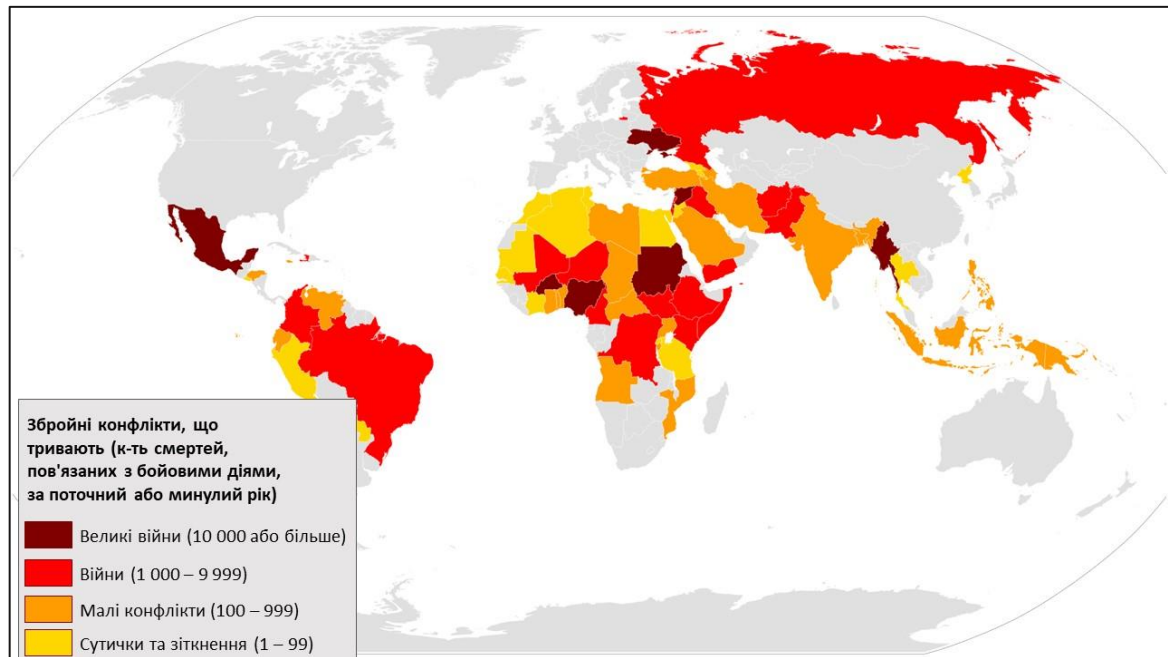 Збройні конфлікти, що
тривають (к-ть смертей,
пов'язаних з бойовими діями,
за поточний або минулий рік)
Великі війни (10 000 або більше)
Війни (1 000 – 9 999)
Малі конфлікти (100 – 999)
Сутички та зіткнення (1 – 99)